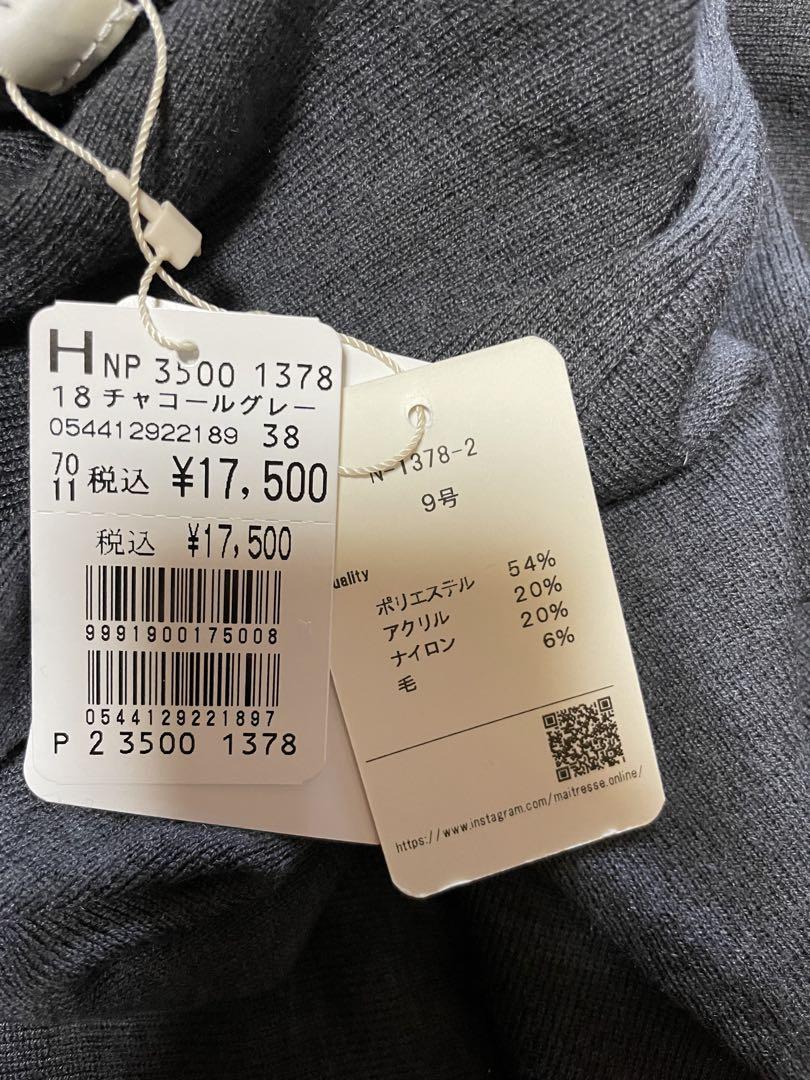 H NP 3500 1378
18 チャコールグレー
054412922189 38
70 11 税込 ¥17,500
税込 ¥17,500
9991900175008
0544129221897
P 2 3500 1378
1378-2
9号
uality
ポリエステル 54%
アクリル 20%
ナイロン 20%
毛 6%
https://www.instagram.com/maitresse.online/